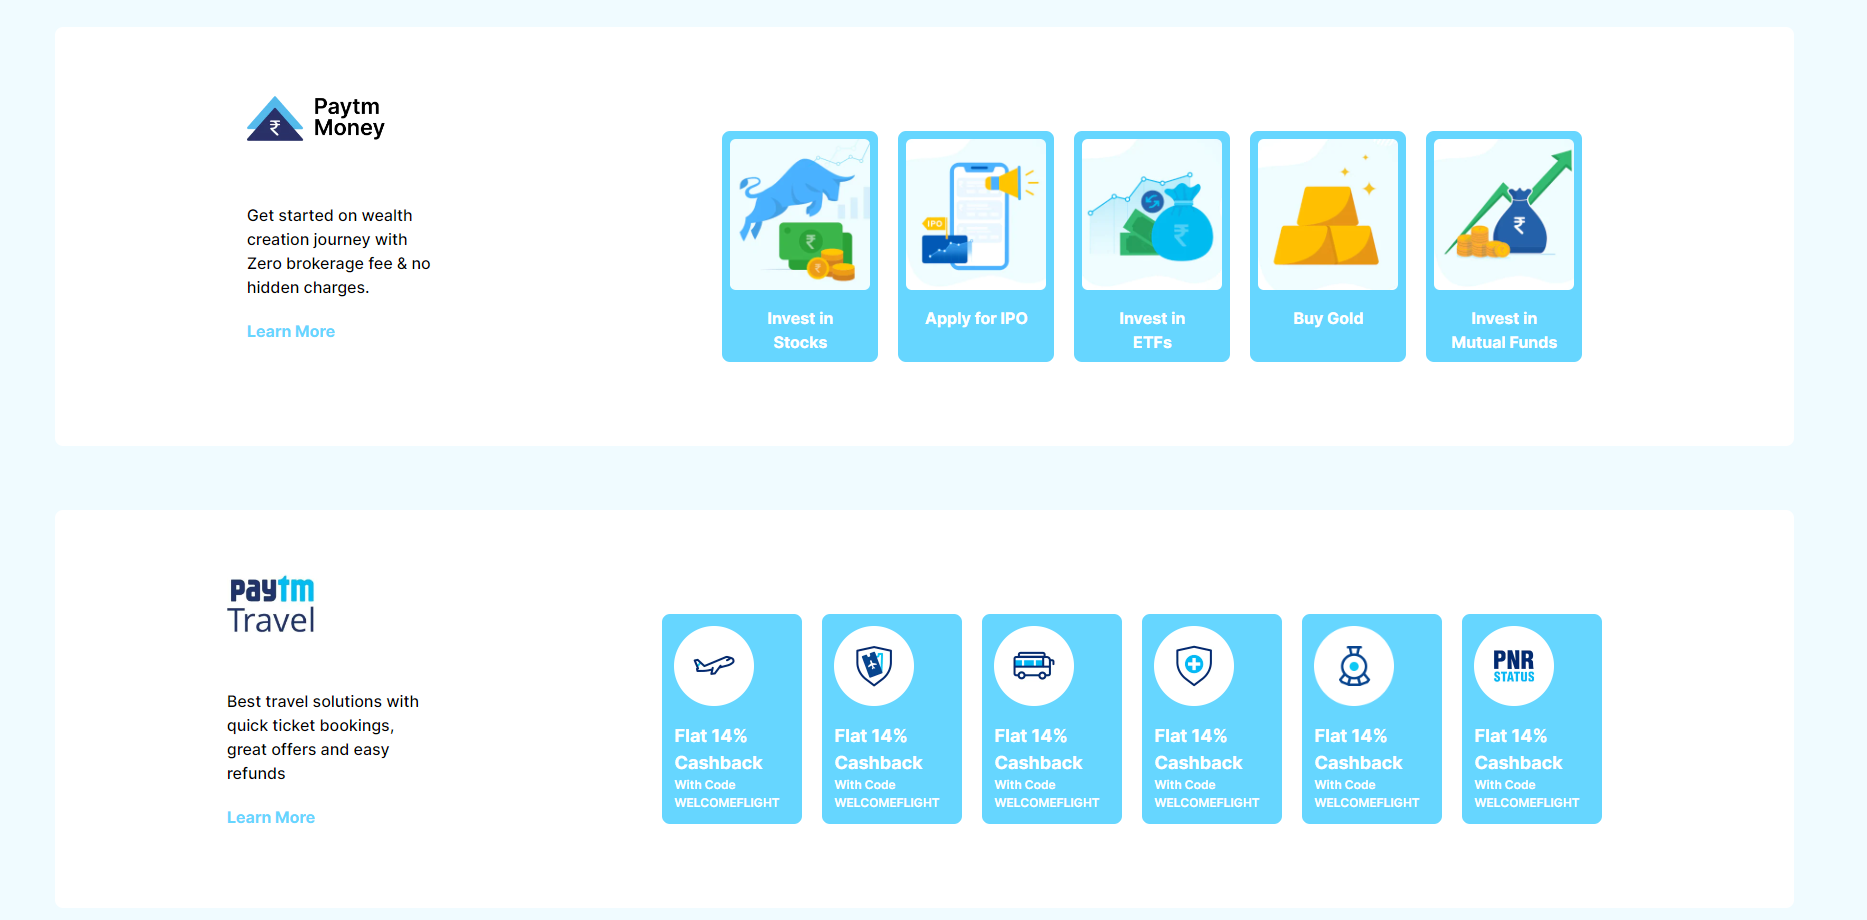 Paytm
Money
Get started on wealth
creation journey with
Zero brokerage fee & no
hidden charges.
Learn More
IPO
Invest in
Stocks
Apply for IPO
Invest in
ETFs
Buy Gold
Invest in
Mutual Funds
paytm
Travel
Best travel solutions with
quick ticket bookings,
great offers and easy
refunds
Learn More
Flat 14%
Cashback
With Code
WELCOMEFLIGHT
Flat 14%
Cashback
With Code
WELCOMEFLIGHT
Flat 14%
Cashback
With Code
WELCOMEFLIGHT
Flat 14%
Cashback
With Code
WELCOMEFLIGHT
Flat 14%
Cashback
With Code
WELCOMEFLIGHT
PNR
STATUS
Flat 14%
Cashback
With Code
WELCOMEFLIGHT